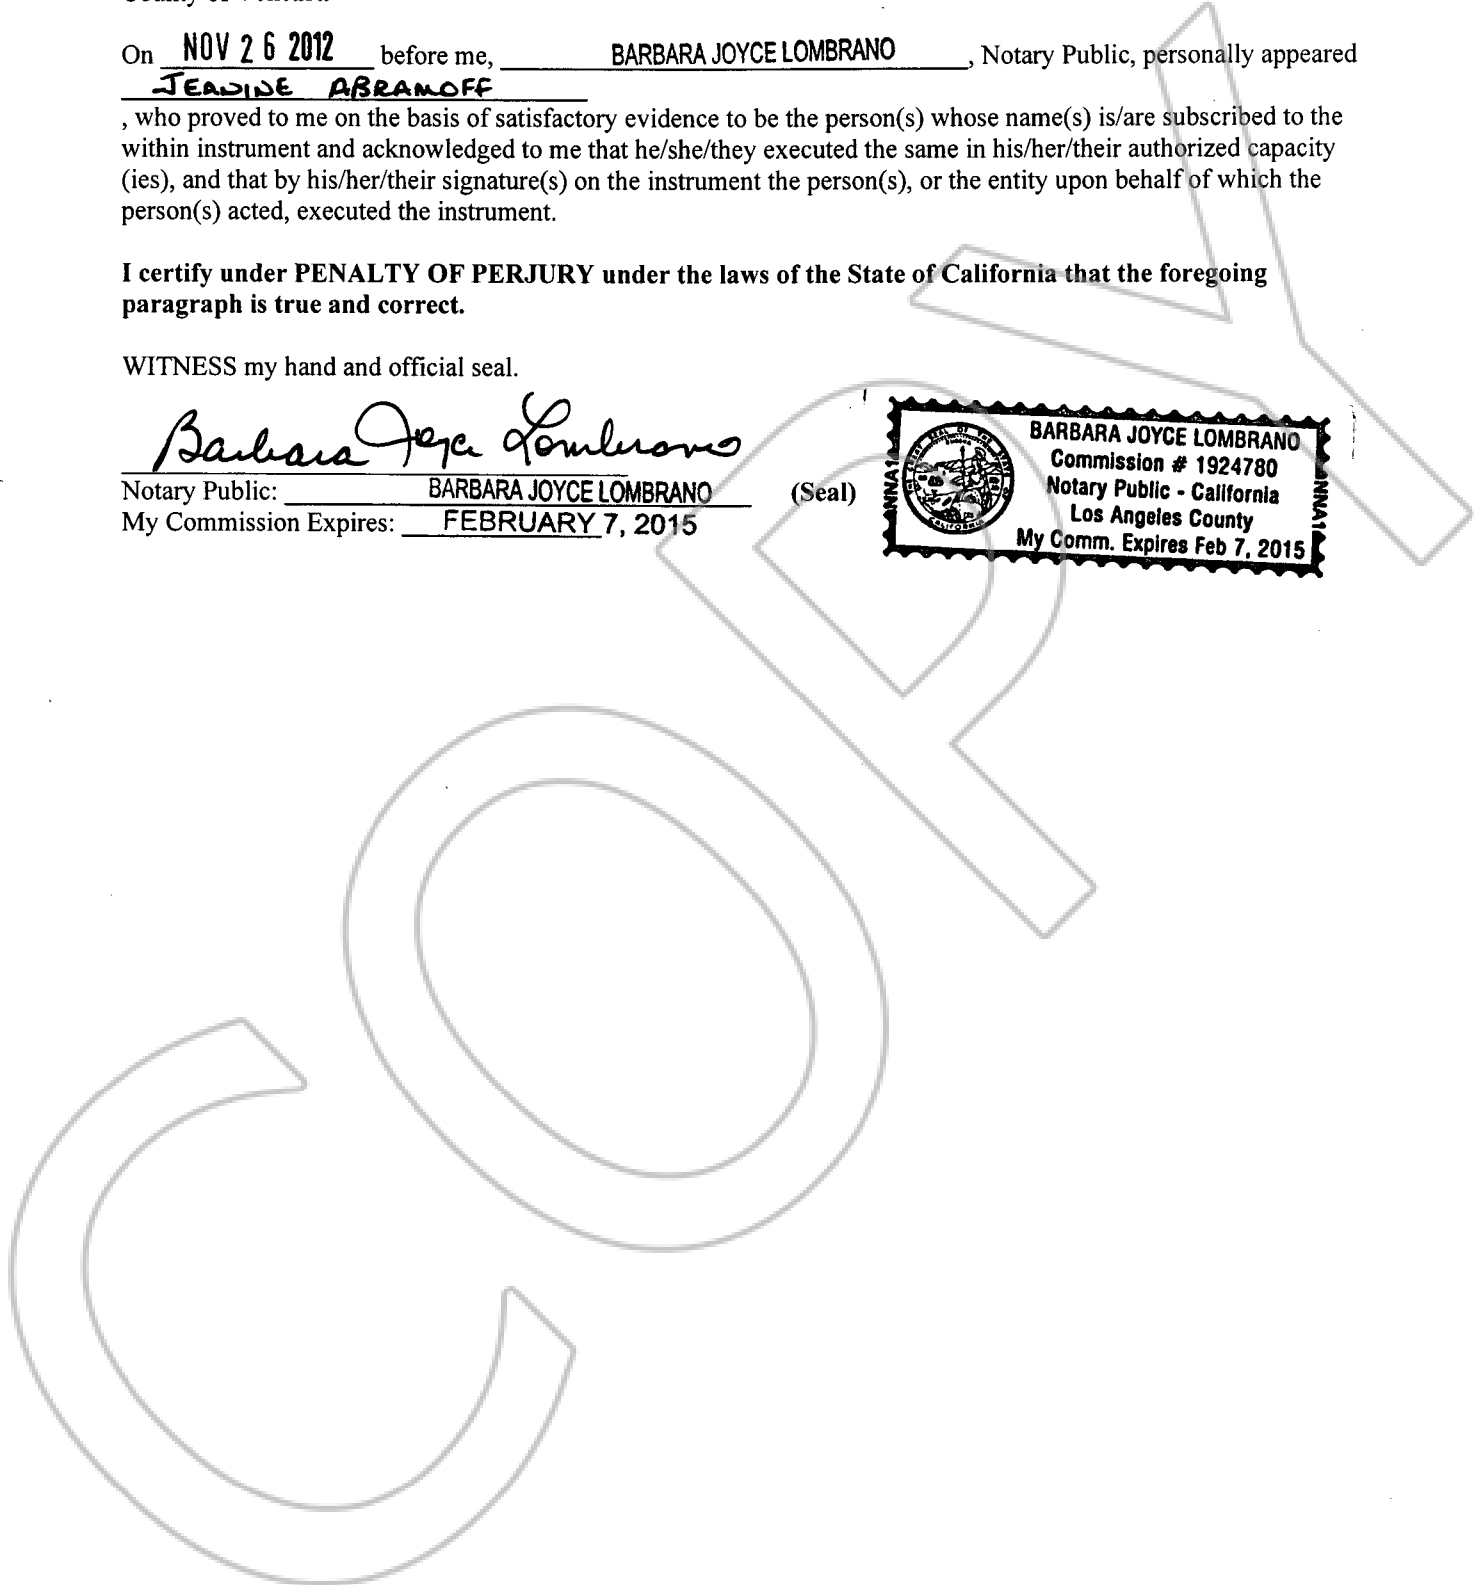 On NOV 26 2012 before me, BARBARA JOYCE LOMBRANO, Notary Public, personally appeared
JEANINE ABRAMOFF
, who proved to me on the basis of satisfactory evidence to be the person(s) whose name(s) is/are subscribed to the
within instrument and acknowledged to me that he/she/they executed the same in his/her/their authorized capacity
(ies), and that by his/her/their signature(s) on the instrument the person(s), or the entity upon behalf of which the
person(s) acted, executed the instrument.
I certify under PENALTY OF PERJURY under the laws of the State of California that the foregoing
paragraph is true and correct.
WITNESS my hand and official seal.
Barbara Joyce Lombrano
Notary Public: BARBARA JOYCE LOMBRANO (Seal)
My Commission Expires: FEBRUARY 7, 2015
BARBARA JOYCE LOMBRANO
Commission # 1924780
Notary Public - California
Los Angeles County
My Comm. Expires Feb 7, 2015
NNA1
NNA1
COPY